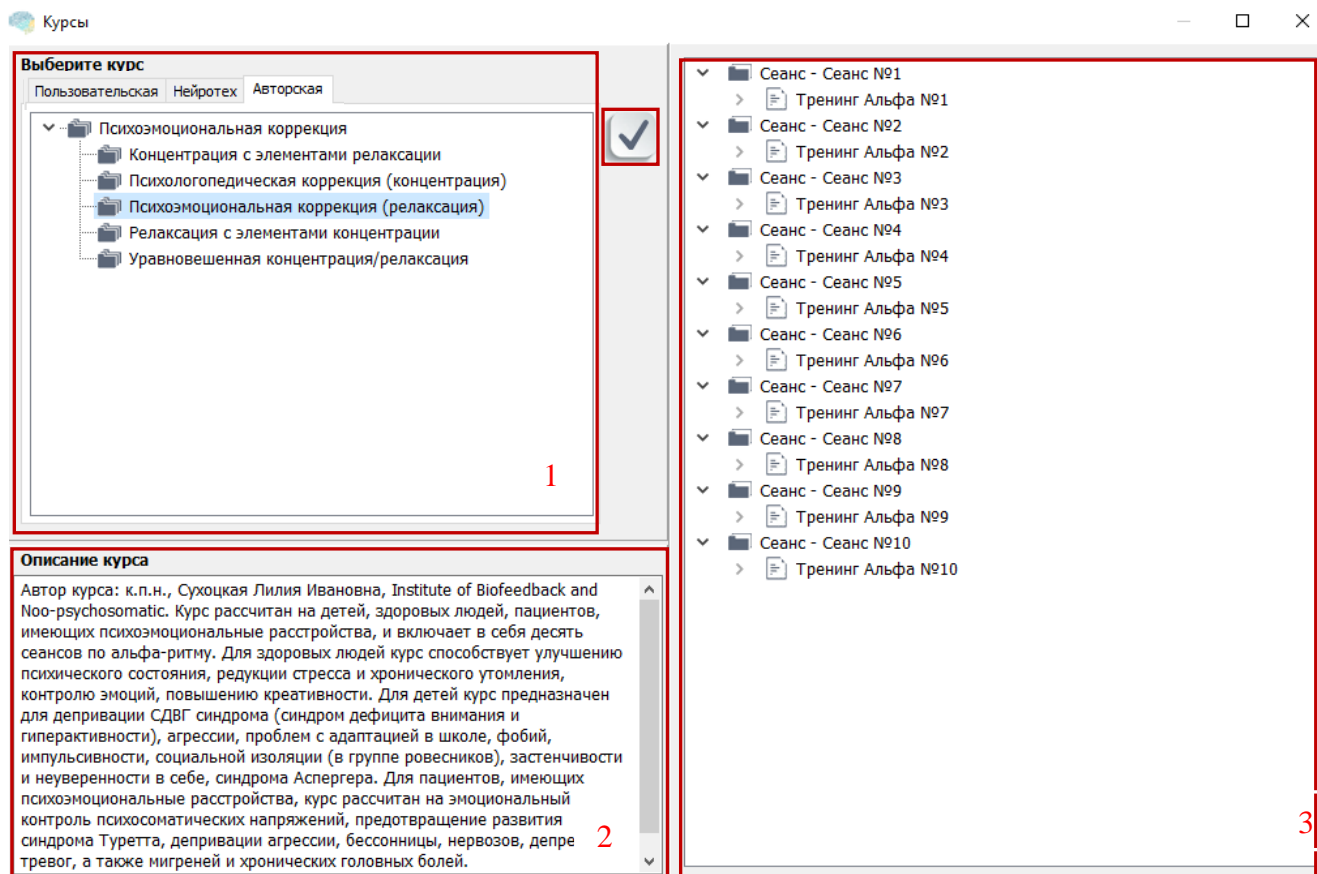 Курсы
Выберите курс
Пользовательская Нейротех Авторская
Психоэмоциональная коррекция
Концентрация с элементами релаксации
Психологопедическая коррекция (концентрация)
Психоэмоциональная коррекция (релаксация)
Релаксация с элементами концентрации
Уравновешенная концентрация/релаксация
1
Описание курса
Автор курса: к.п.н., Сухоцкая Лилия Ивановна, Institute of Biofeedback and
Noo-psychosomatic. Курс рассчитан на детей, здоровых людей, пациентов,
имеющих психоэмоциональные расстройства, и включает в себя десять
сеансов по альфа-ритму. Для здоровых людей курс способствует улучшению
психического состояния, редукции стресса и хронического утомления,
контролю эмоций, повышению креативности. Для детей курс предназначен
для депривации СДВГ синдрома (синдром дефицита внимания и
гиперактивности), агрессии, проблем с адаптацией в школе, фобий,
импульсивности, социальной изоляции (в группе ровесников), застенчивости
и неуверенности в себе, синдрома Аспергера. Для пациентов, имеющих
психоэмоциональные расстройства, курс рассчитан на эмоциональный
контроль психосоматических напряжений, предотвращение развития
синдрома Туретта, депривации агрессии, бессонницы, нервозов, депре
тревог, а также мигреней и хронических головных болей.
2
Сеанс - Сеанс №1
Тренинг Альфа №1
Сеанс - Сеанс №2
Тренинг Альфа №2
Сеанс - Сеанс №3
Тренинг Альфа №3
Сеанс - Сеанс №4
Тренинг Альфа №4
Сеанс - Сеанс №5
Тренинг Альфа №5
Сеанс - Сеанс №6
Тренинг Альфа №6
Сеанс - Сеанс №7
Тренинг Альфа №7
Сеанс - Сеанс №8
Тренинг Альфа №8
Сеанс - Сеанс №9
Тренинг Альфа №9
Сеанс - Сеанс №10
Тренинг Альфа №10
3